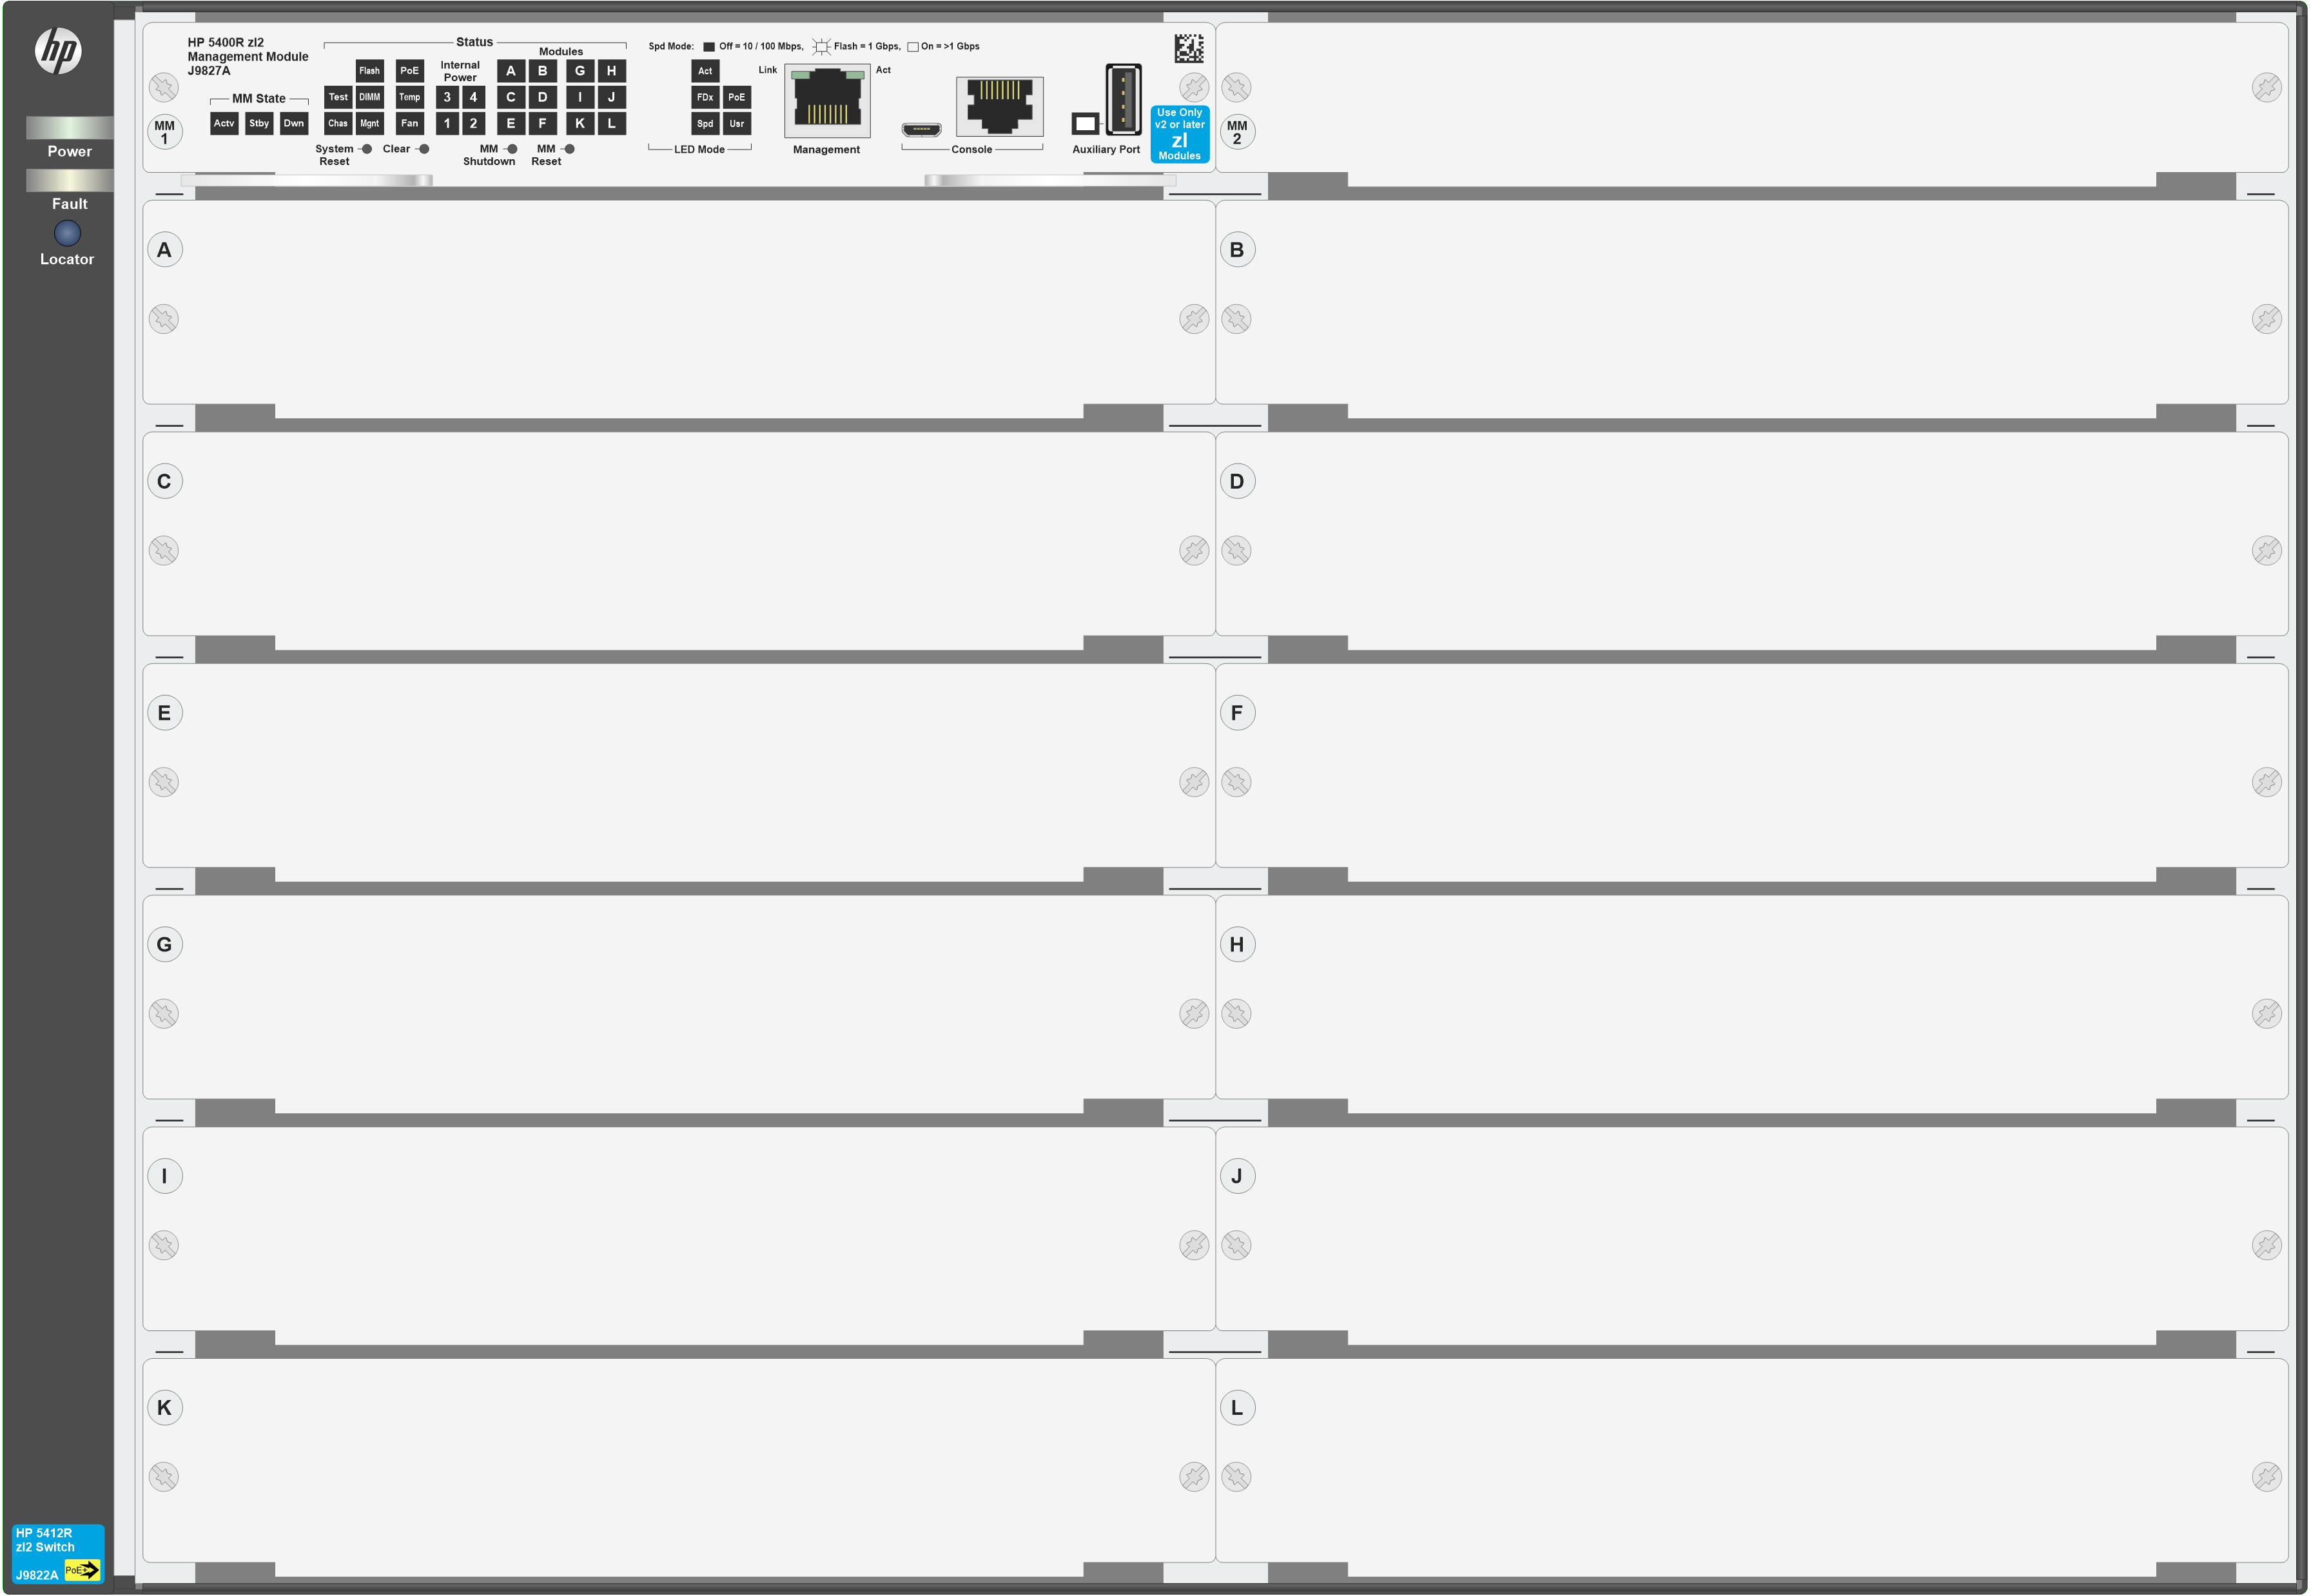 hp
Power
Fault
Locator
HP 5400R zl2
Management Module
J9827A
MM
1
MM State
Actv Stby Dwn
Status
Modules
Internal
Power
Flash PoE A B G H
Test DIMM Temp 3 4 C D I J
Chas Mgnt Fan 1 2 E F K L
System
Reset
Clear
MM
Shutdown
MM
Reset
Spd Mode: Off = 10 / 100 Mbps, Flash = 1 Gbps, On = >1 Gbps
Act
FDx PoE
Spd Usr
LED Mode
Link Act
Management
Console
Auxiliary Port
Use Only
v2 or later
zl
Modules
MM
2
A B
C D
E F
G H
I J
K L
HP 5412R
zl2 Switch
J9822A PoE+